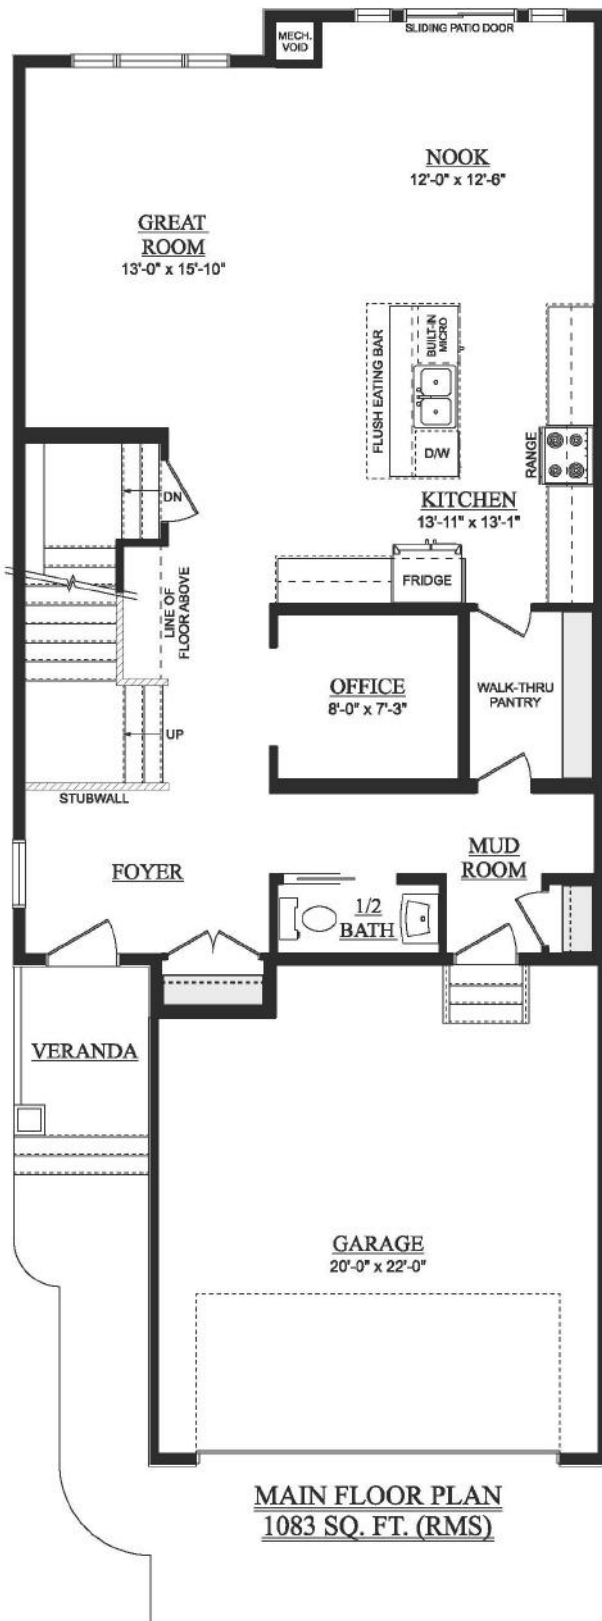 MECH.
VOID
SLIDING PATIO DOOR
NOOK
12'-0" x 12'-6"
GREAT
ROOM
13'-0" x 15'-10"
FLUSH EATING BAR
BUILT-IN
MICRO
D/W
RANGE
KITCHEN
13'-11" x 13'-1"
DN
FRIDGE
LINE OF
FLOOR ABOVE
OFFICE
8'-0" x 7'-3"
WALK-THRU
PANTRY
UP
STUBWALL
FOYER
MUD
ROOM
1/2
BATH
VERANDA
GARAGE
20'-0" x 22'-0"
MAIN FLOOR PLAN
1083 SQ. FT. (RMS)